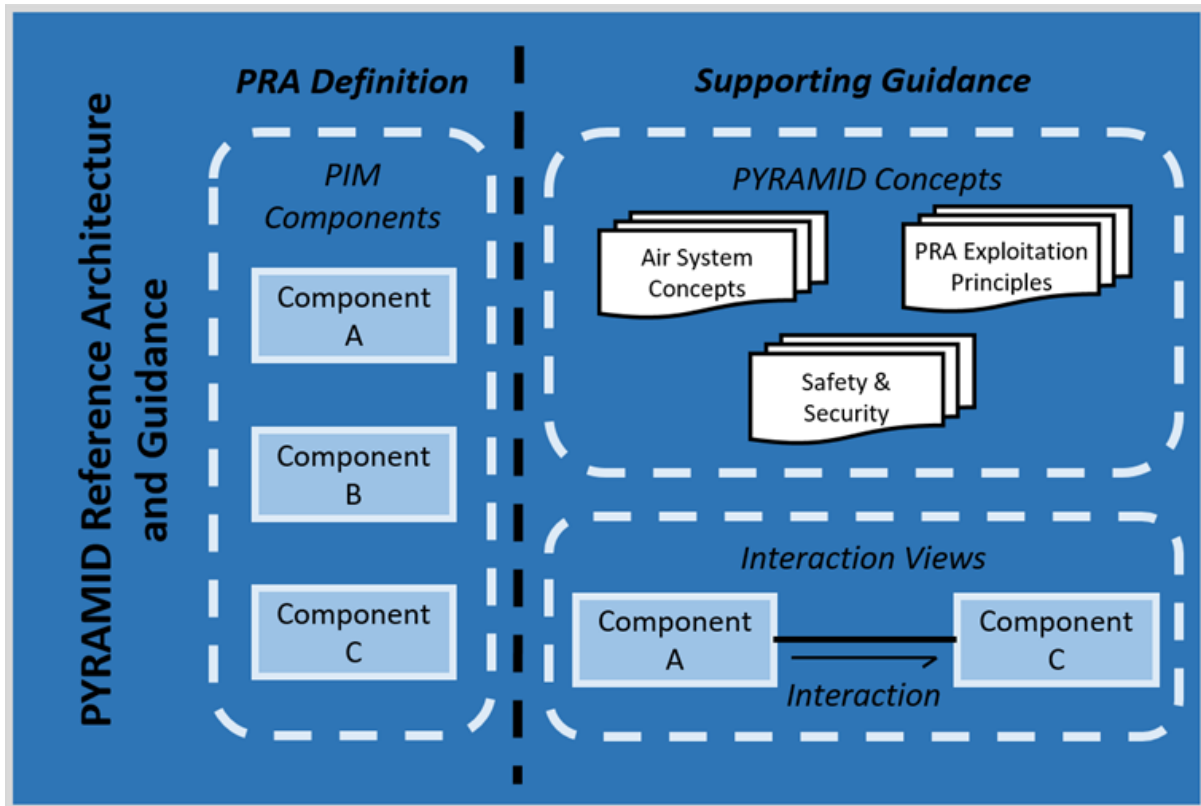 PYRAMID Reference Architecture
and Guidance
PRA Definition
PIM
Components
Component
A
Component
B
Component
C
Supporting Guidance
PYRAMID Concepts
Air System
Concepts
PRA Exploitation
Principles
Safety &
Security
Interaction Views
Component
A
Interaction
Component
C